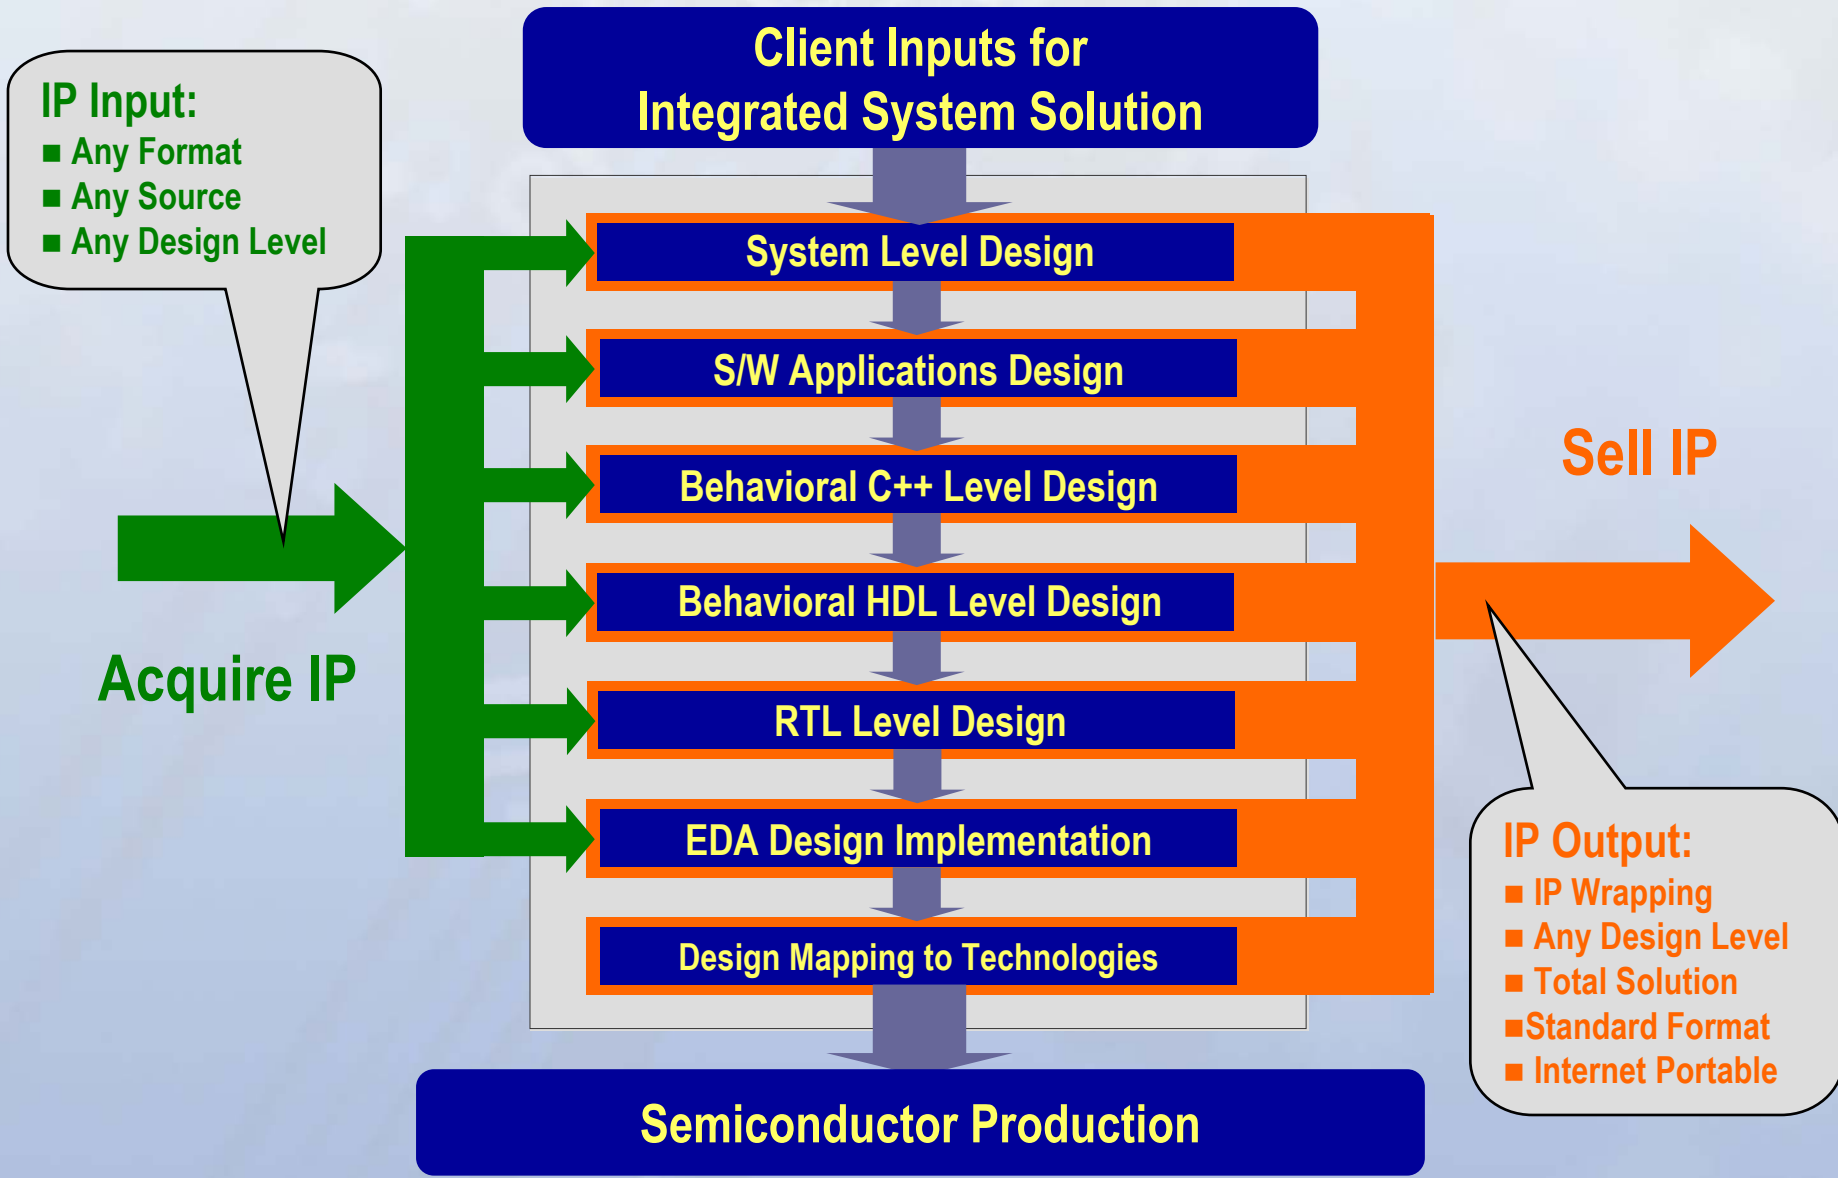 Client Inputs for
Integrated System Solution
IP Input:
■ Any Format
■ Any Source
■ Any Design Level
System Level Design
S/W Applications Design
Behavioral C++ Level Design
Behavioral HDL Level Design
RTL Level Design
EDA Design Implementation
Design Mapping to Technologies
Acquire IP
Sell IP
IP Output:
■ IP Wrapping
■ Any Design Level
■ Total Solution
■Standard Format
■ Internet Portable
Semiconductor Production